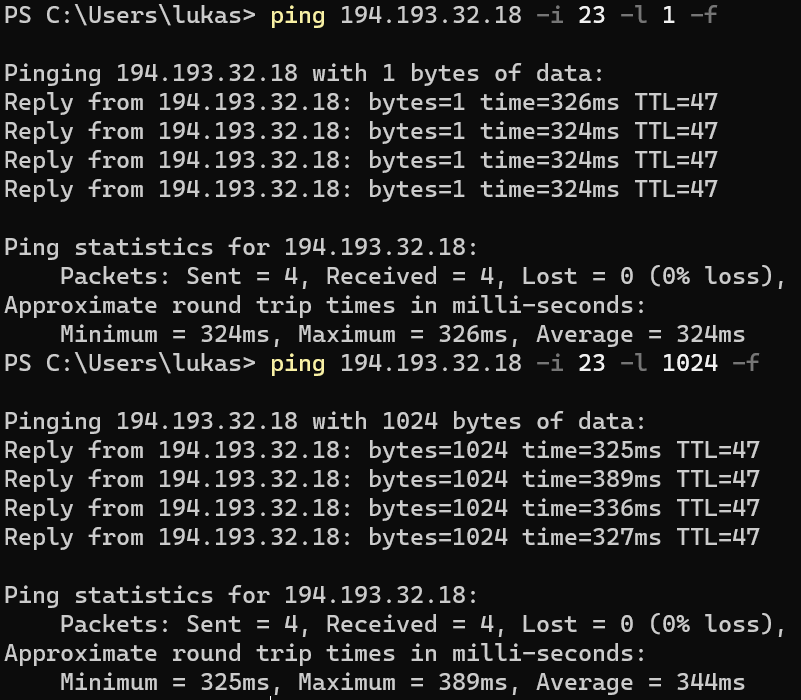 PS C:\Users\lukas> ping 194.193.32.18 -i 23 -l 1 -f
Pinging 194.193.32.18 with 1 bytes of data:
Reply from 194.193.32.18: bytes=1 time=326ms TTL=47
Reply from 194.193.32.18: bytes=1 time=324ms TTL=47
Reply from 194.193.32.18: bytes=1 time=324ms TTL=47
Reply from 194.193.32.18: bytes=1 time=324ms TTL=47
Ping statistics for 194.193.32.18:
    Packets: Sent = 4, Received = 4, Lost = 0 (0% loss),
Approximate round trip times in milli-seconds:
    Minimum = 324ms, Maximum = 326ms, Average = 324ms
PS C:\Users\lukas> ping 194.193.32.18 -i 23 -l 1024 -f
Pinging 194.193.32.18 with 1024 bytes of data:
Reply from 194.193.32.18: bytes=1024 time=325ms TTL=47
Reply from 194.193.32.18: bytes=1024 time=389ms TTL=47
Reply from 194.193.32.18: bytes=1024 time=336ms TTL=47
Reply from 194.193.32.18: bytes=1024 time=327ms TTL=47
Ping statistics for 194.193.32.18:
    Packets: Sent = 4, Received = 4, Lost = 0 (0% loss),
Approximate round trip times in milli-seconds:
    Minimum = 325ms, Maximum = 389ms, Average = 344ms